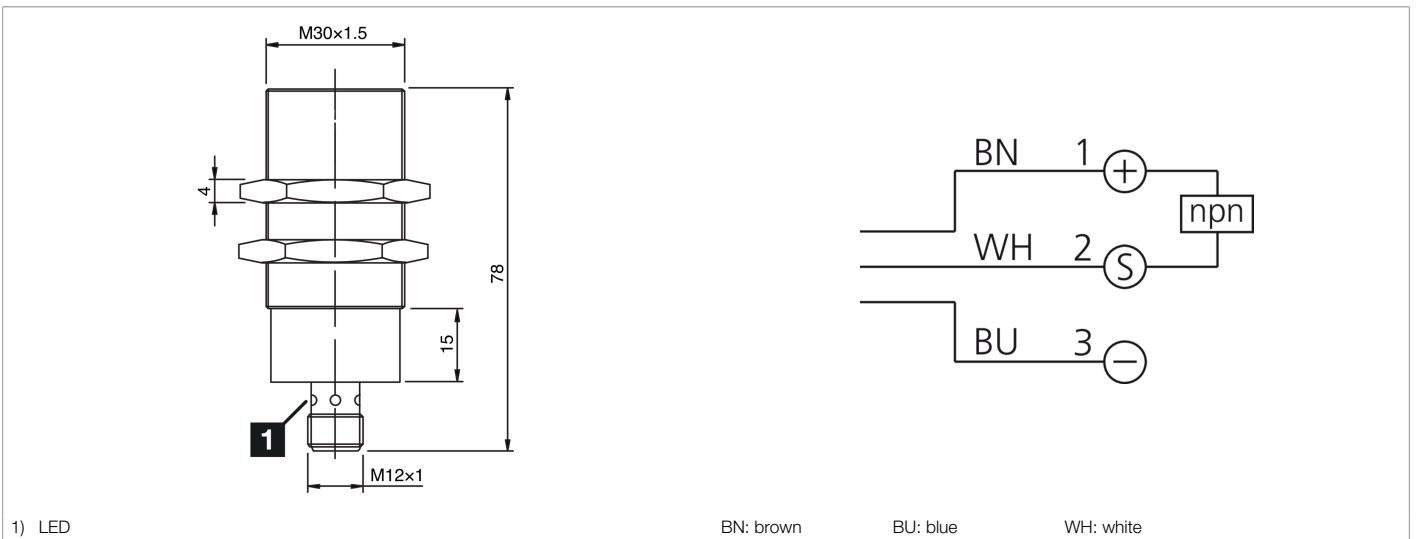 M30×1.5
4
78
15
1
M12×1
BN 1 +
npn
WH 2 S
BU 3 −
1) LED
BN: brown BU: blue WH: white